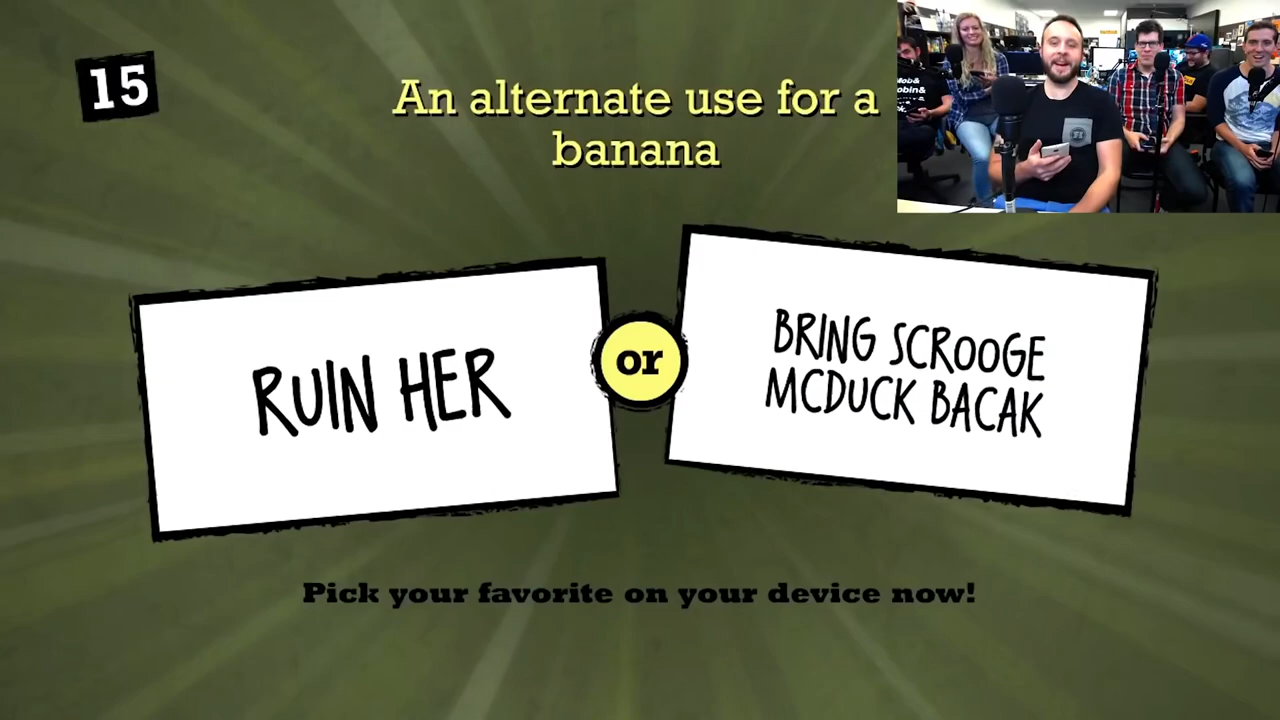 15
An alternate use for a
banana
RUIN HER
or
BRING SCROOGE
MCDUCK BACAK
Pick your favorite on your device now!